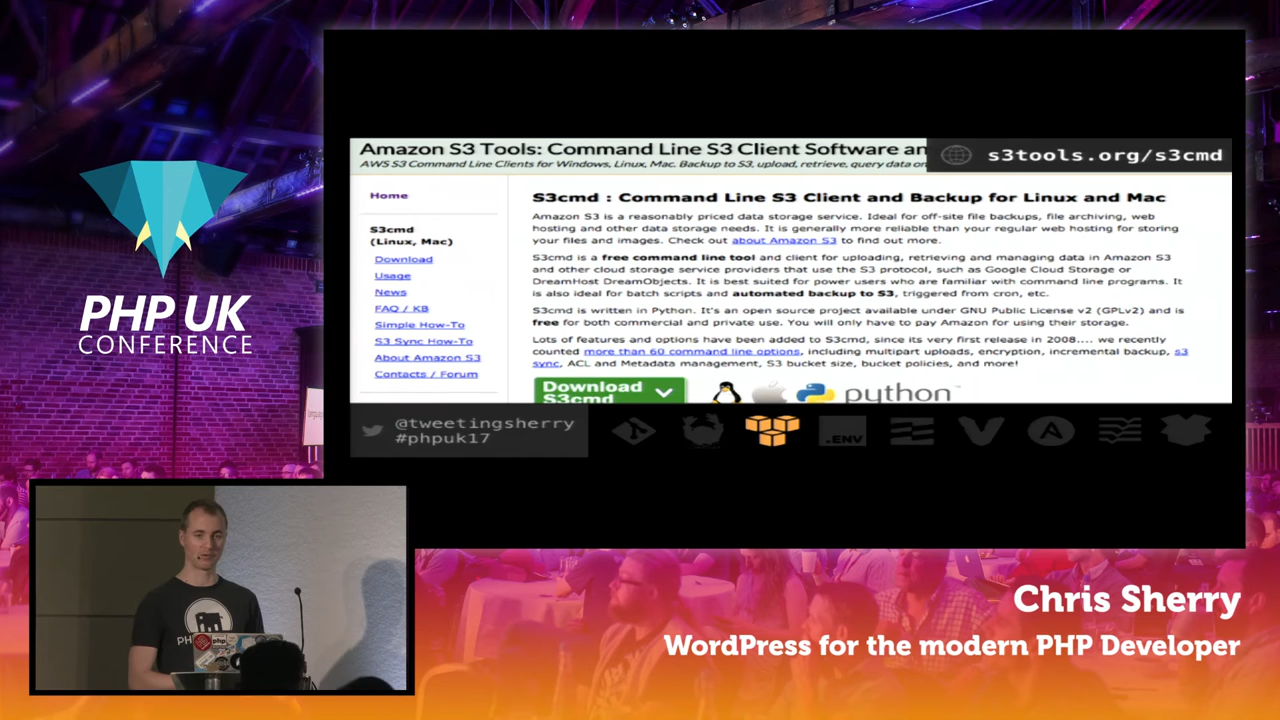 Amazon S3 Tools: Command Line S3 Client Software an
AWS S3 Command Line Clients for Windows, Linux, Mac. Backup to S3, upload, retrieve, query data on
s3tools.org/s3cmd
Home
S3cmd
(Linux, Mac)
Download
Usage
News
FAQ / KB
Simple How-To
S3 Sync How-To
About Amazon S3
Contacts / Forum
S3cmd : Command Line S3 Client and Backup for Linux and Mac
Amazon S3 is a reasonably priced data storage service. Ideal for off-site file backups, file archiving, web
hosting and other data storage needs. It is generally more reliable than your regular web hosting for storing
your files and images. Check out about Amazon S3 to find out more.
S3cmd is a free command line tool and client for uploading, retrieving and managing data in Amazon S3
and other cloud storage service providers that use the S3 protocol, such as Google Cloud Storage or
DreamHost DreamObjects. It is best suited for power users who are familiar with command line programs. It
is also ideal for batch scripts and automated backup to S3, triggered from cron, etc.
S3cmd is written in Python. It's an open source project available under GNU Public License v2 (GPLv2) and is
free for both commercial and private use. You will only have to pay Amazon for using their storage.
Lots of features and options have been added to S3cmd, since its very first release in 2008.... we recently
counted more than 60 command line options, including multipart uploads, encryption, incremental backup, s3
sync, ACL and Metadata management, S3 bucket size, bucket policies, and more!
Download
S3cmd
python
@tweetingsherry
#phpuk17
.ENV
PHP UK
CONFERENCE
PH
php
Chris Sherry
WordPress for the modern PHP Developer